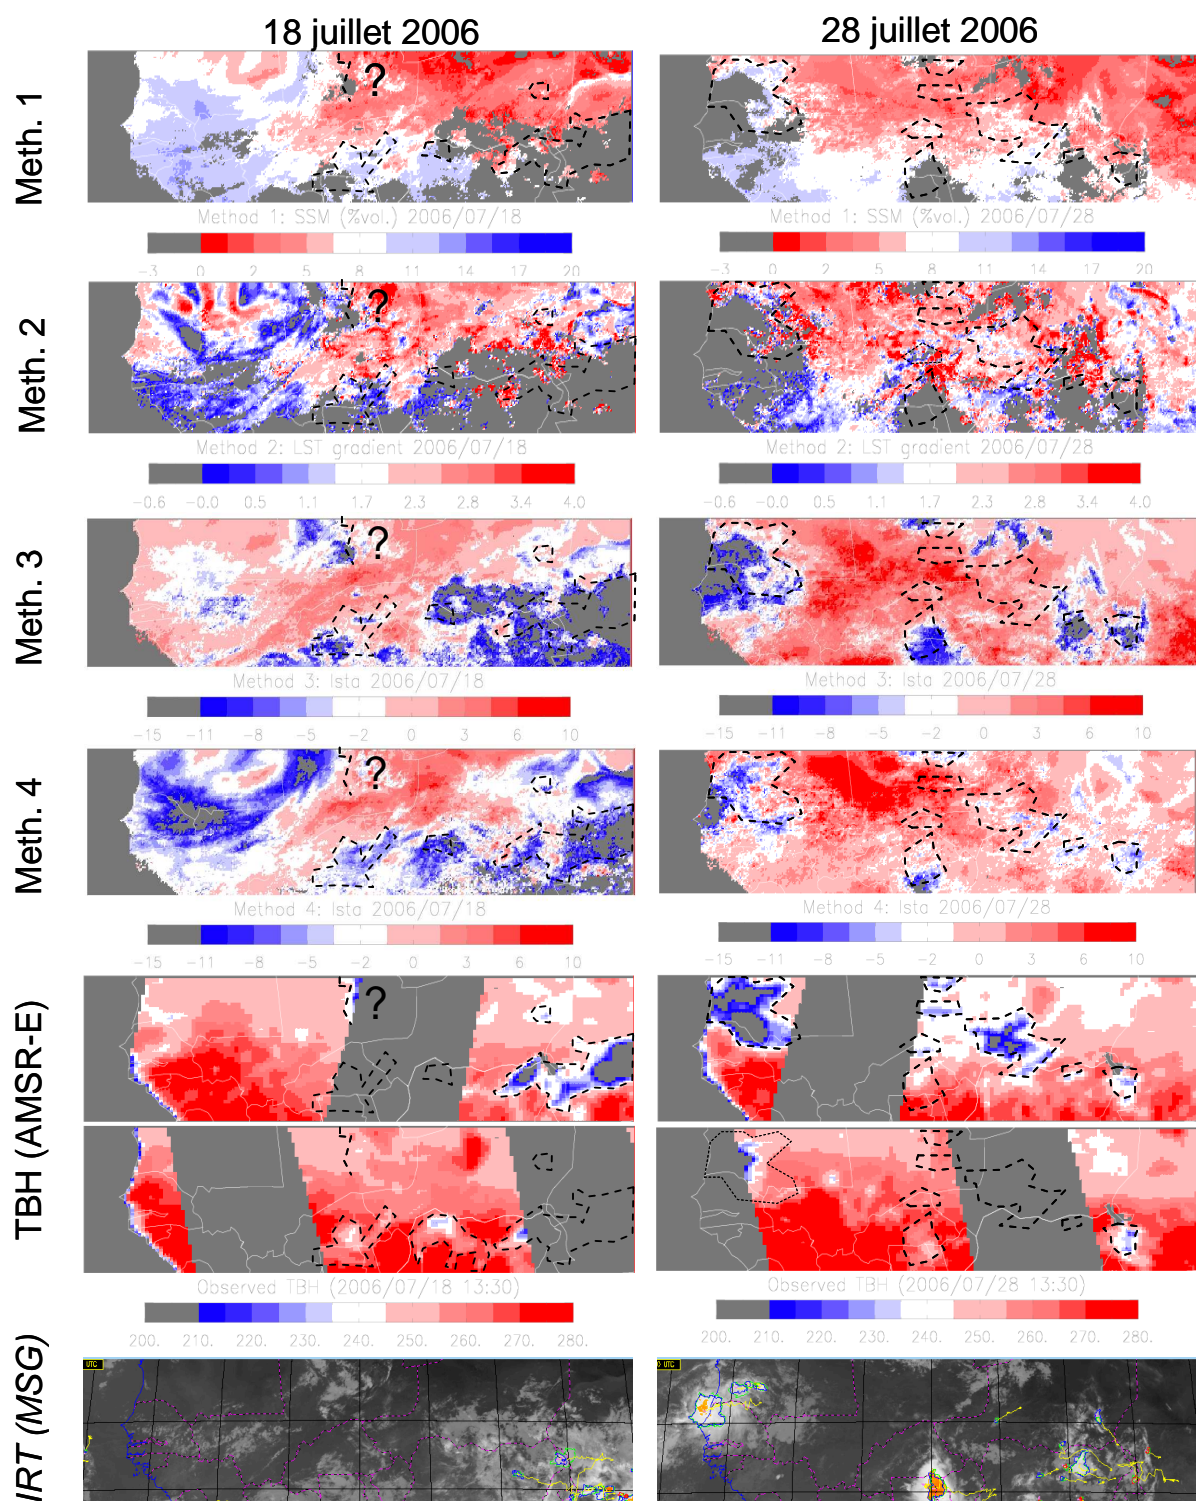 18 juillet 2006
28 juillet 2006
Meth. 1
?
Method 1: SSM (%vol.) 2006/07/18
Method 1: SSM (%vol.) 2006/07/28
-3 0 2 5 8 11 14 17 20
-3 0 2 5 8 11 14 17 20
Meth. 2
?
Method 2: LST gradient 2006/07/18
Method 2: LST gradient 2006/07/28
-0.6 -0.0 0.5 1.1 1.7 2.3 2.8 3.4 4.0
-0.6 -0.0 0.5 1.1 1.7 2.3 2.8 3.4 4.0
Meth. 3
?
Method 3: lsta 2006/07/18
Method 3: lsta 2006/07/28
-15 -11 -8 -5 -2 0 3 6 10
-15 -11 -8 -5 -2 0 3 6 10
Meth. 4
?
Method 4: lsta 2006/07/18
Method 4: lsta 2006/07/28
-15 -11 -8 -5 -2 0 3 6 10
-15 -11 -8 -5 -2 0 3 6 10
TBH (AMSR-E)
?
Observed TBH (2006/07/18 13:30)
Observed TBH (2006/07/28 13:30)
200. 210. 220. 230. 240. 250. 260. 270. 280.
200. 210. 220. 230. 240. 250. 260. 270. 280.
IRT (MSG)
UTC
UTC